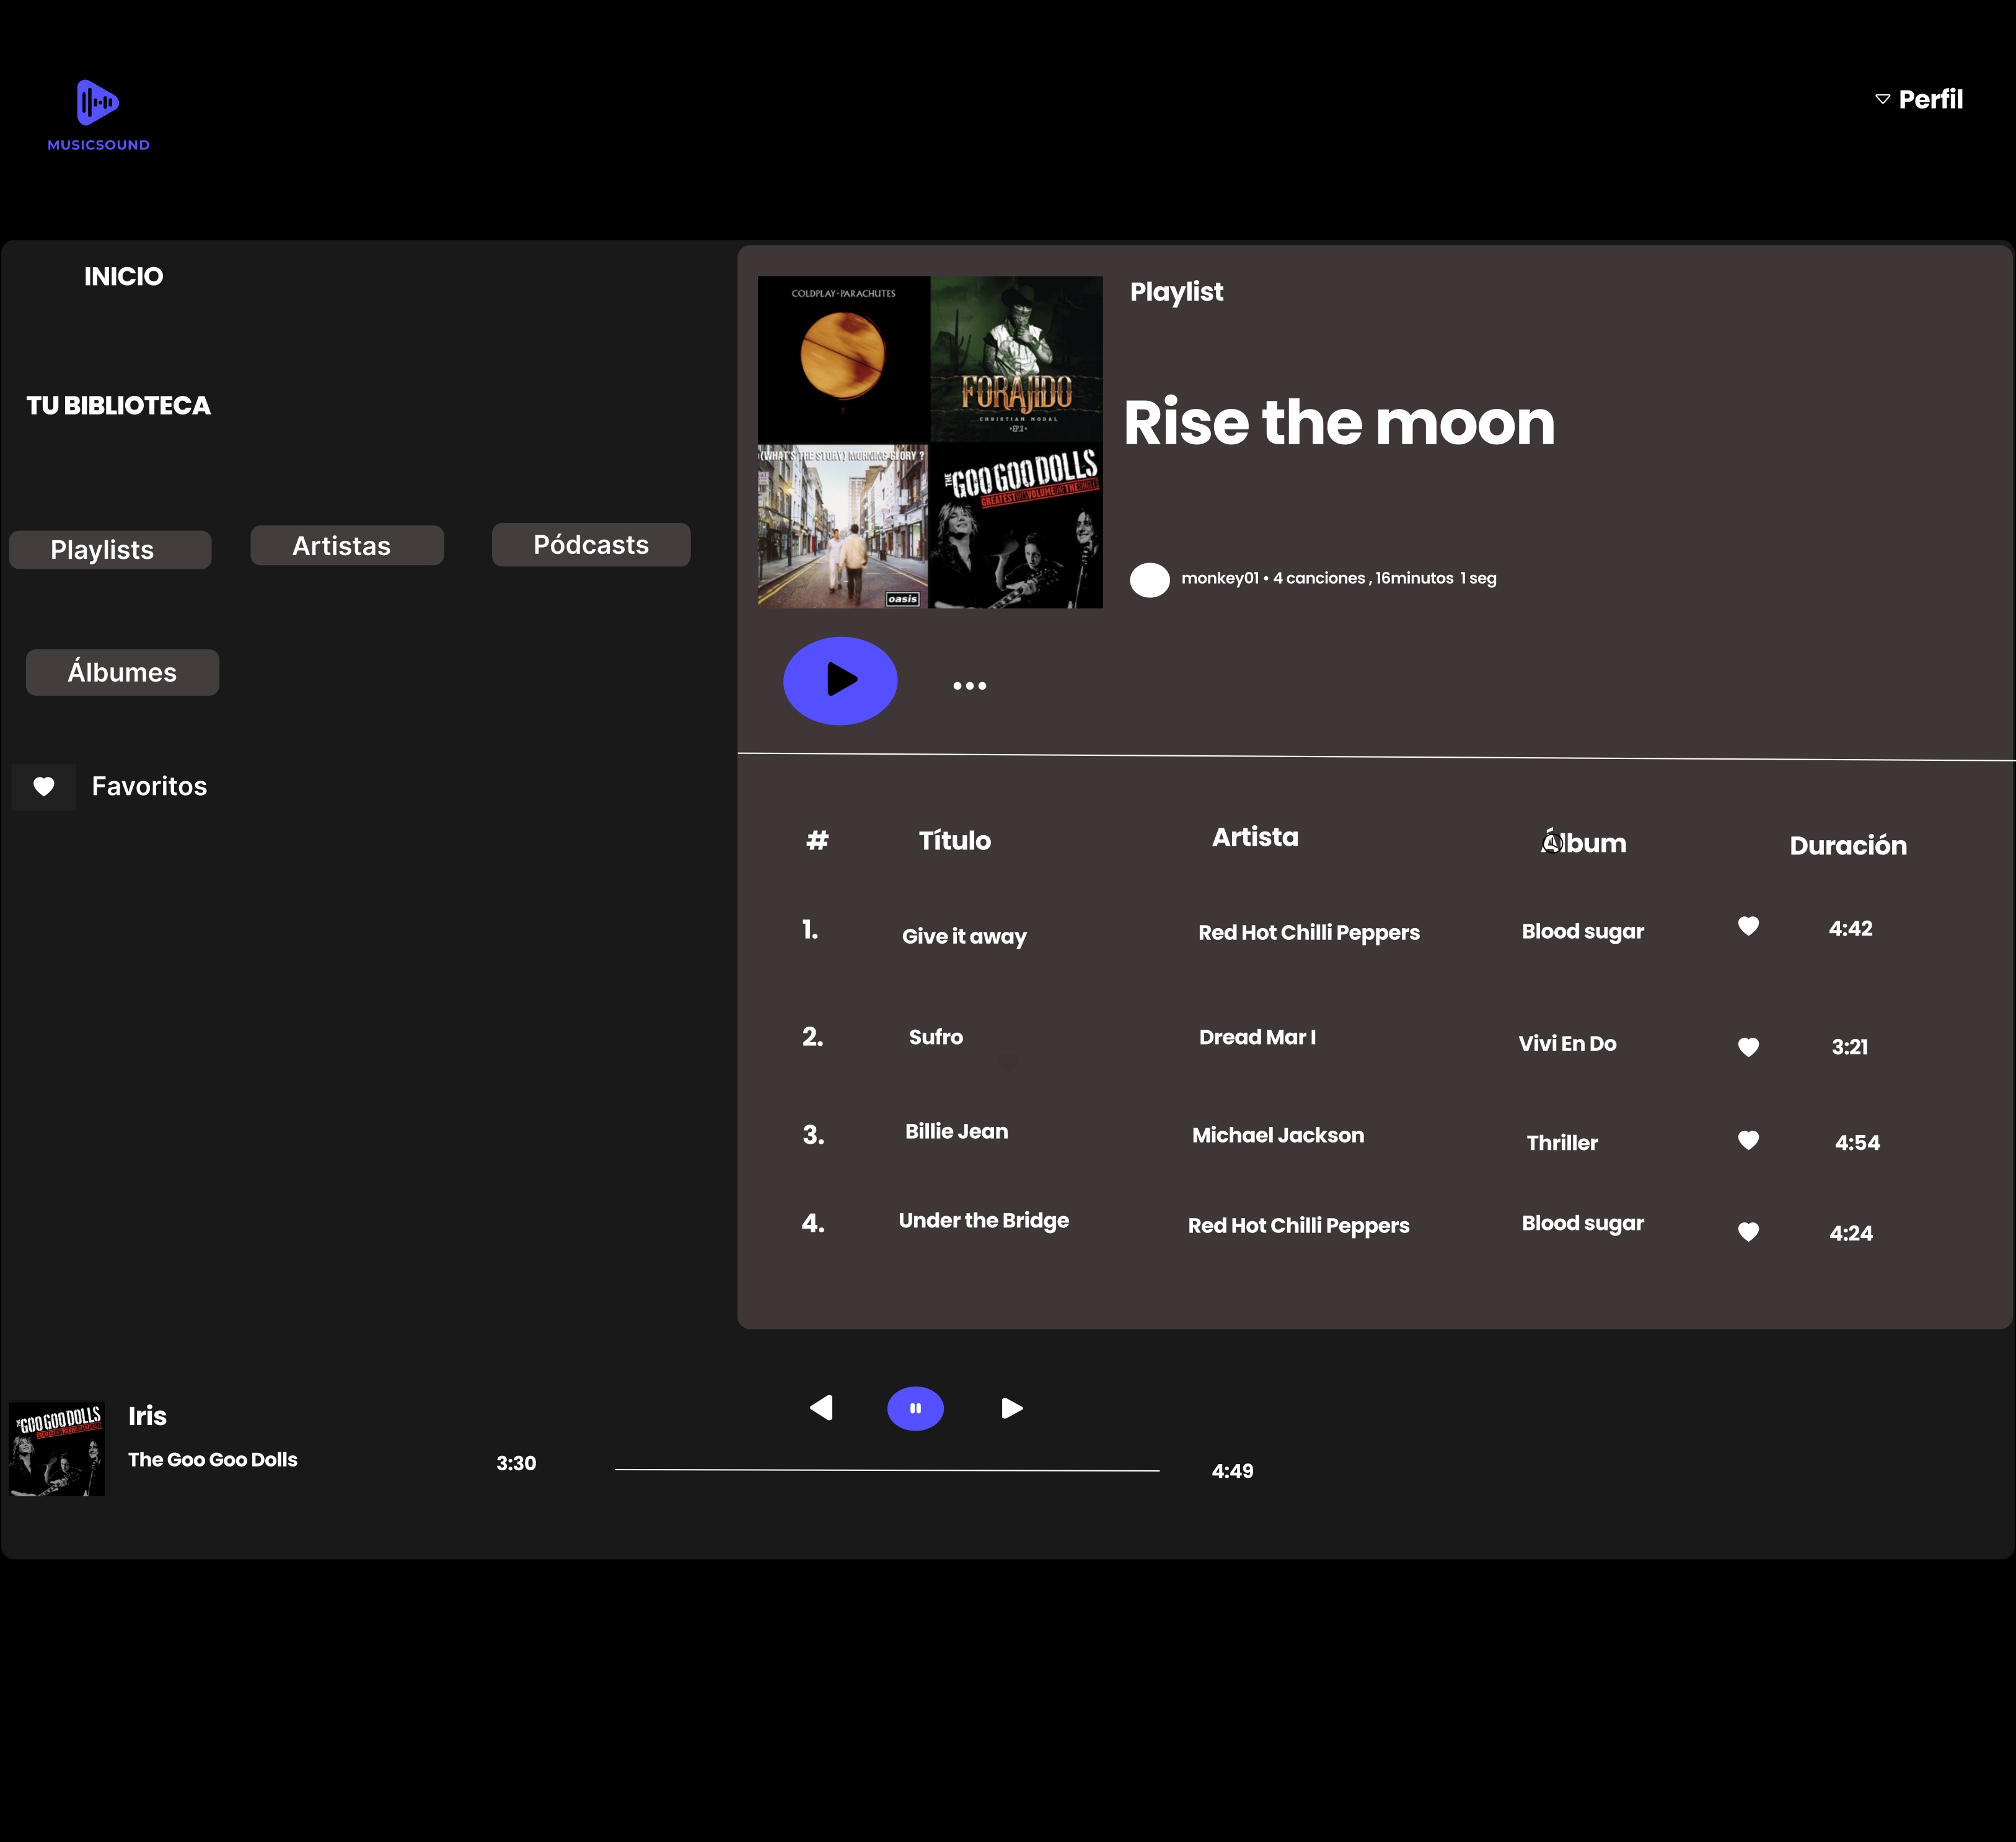 MUSICSOUND
Perfil
INICIO
TU BIBLIOTECA
Playlists
Artistas
Pódcasts
Álbumes
Favoritos
COLDPLAY • PARACHUTES
FORAJIDO
CHRISTIAN NODAL
•EP.2•
(WHAT'S THE STORY) MORNING GLORY ?
oasis
THE GOO GOO DOLLS
GREATEST HITS VOLUME ONE THE SINGLES
Playlist
Rise the moon
monkey01 • 4 canciones , 16minutos 1 seg
# Título Artista Álbum Duración
1. Give it away Red Hot Chilli Peppers Blood sugar 4:42
2. Sufro Dread Mar I Vivi En Do 3:21
3. Billie Jean Michael Jackson Thriller 4:54
4. Under the Bridge Red Hot Chilli Peppers Blood sugar 4:24
THE GOO GOO DOLLS
Iris
The Goo Goo Dolls
3:30
4:49